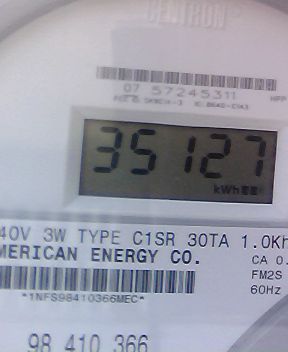 CENTRON
07 57245311
35127
kWh
40V 3W TYPE C1SR 30TA 1.0Kh
MERICAN ENERGY CO.
CA 0.
FM2S
60Hz
*1NFS98410366MEC*
98 410 366